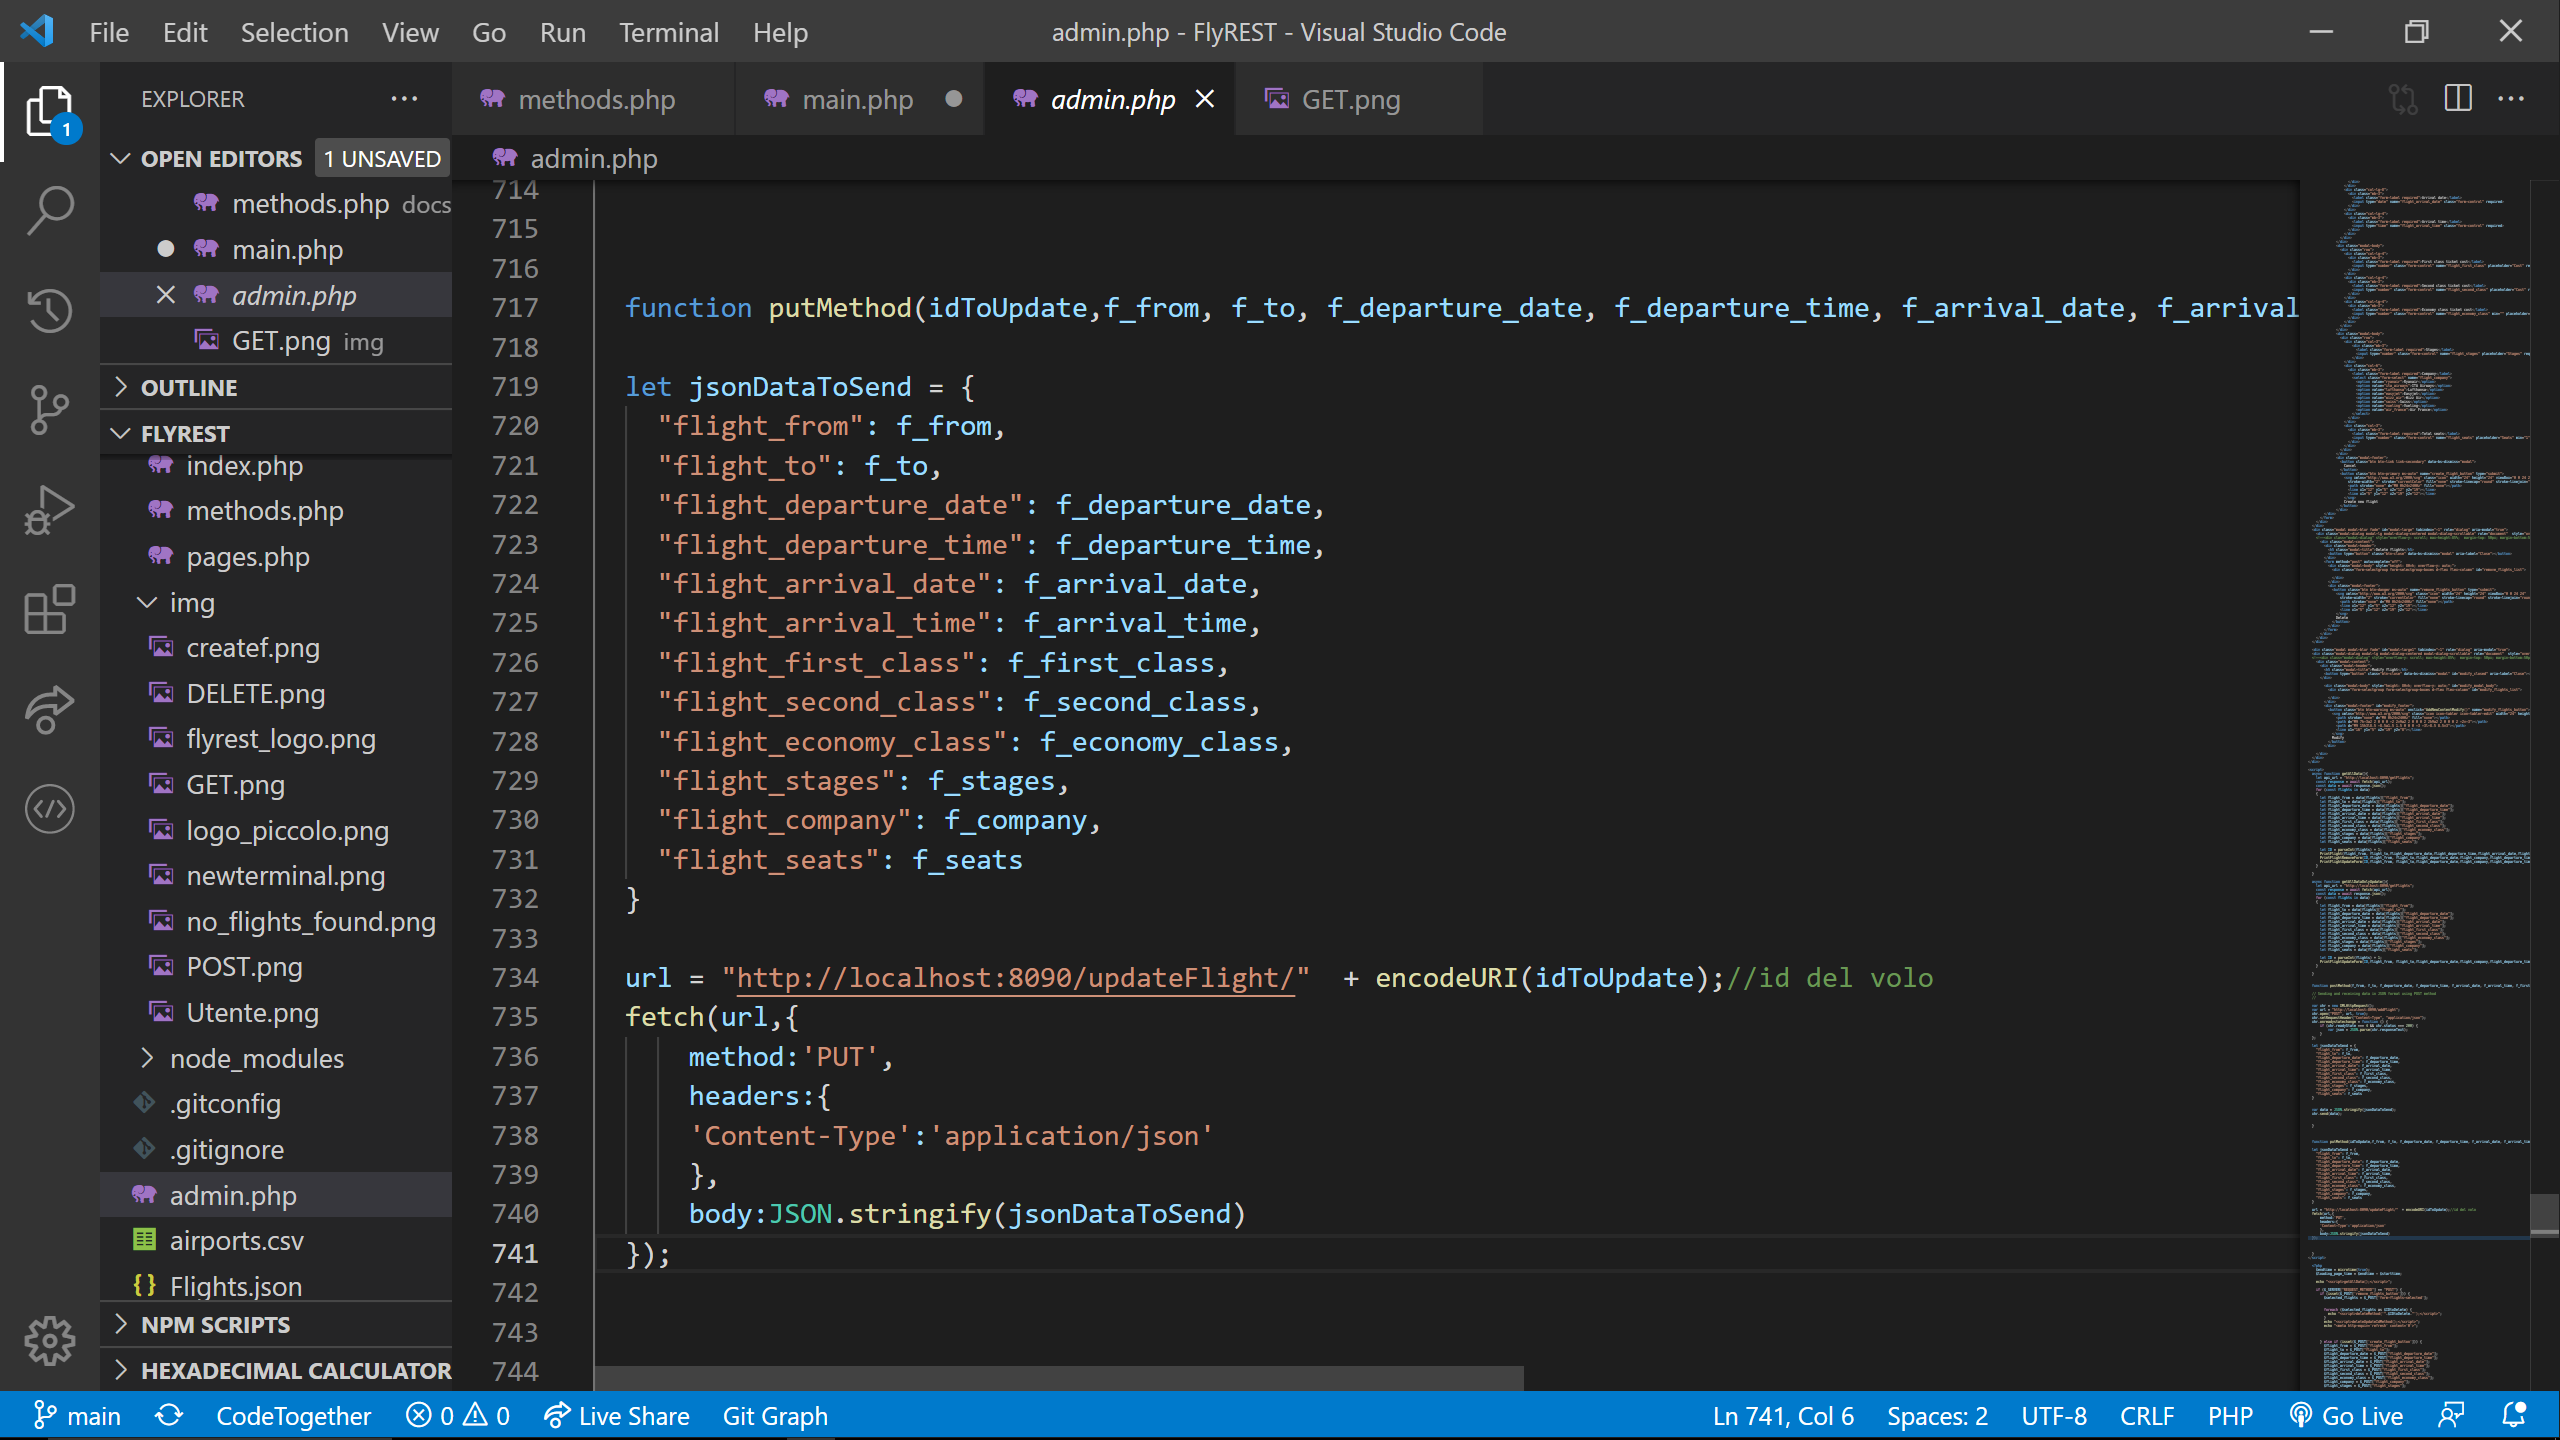 File Edit Selection View Go Run Terminal Help
admin.php - FlyREST - Visual Studio Code
EXPLORER
1
OPEN EDITORS 1 UNSAVED
methods.php docs
main.php
admin.php
GET.png img
OUTLINE
FLYREST
index.php
methods.php
pages.php
img
createf.png
DELETE.png
flyrest_logo.png
GET.png
logo_piccolo.png
newterminal.png
no_flights_found.png
POST.png
Utente.png
node_modules
.gitconfig
.gitignore
admin.php
airports.csv
Flights.json
NPM SCRIPTS
HEXADECIMAL CALCULATOR
methods.php main.php admin.php GET.png
admin.php
714
715
716
717 function putMethod(idToUpdate,f_from, f_to, f_departure_date, f_departure_time, f_arrival_date, f_arrival
718
719 let jsonDataToSend = {
720 "flight_from": f_from,
721 "flight_to": f_to,
722 "flight_departure_date": f_departure_date,
723 "flight_departure_time": f_departure_time,
724 "flight_arrival_date": f_arrival_date,
725 "flight_arrival_time": f_arrival_time,
726 "flight_first_class": f_first_class,
727 "flight_second_class": f_second_class,
728 "flight_economy_class": f_economy_class,
729 "flight_stages": f_stages,
730 "flight_company": f_company,
731 "flight_seats": f_seats
732 }
733
734 url = "http://localhost:8090/updateFlight/"  + encodeURI(idToUpdate);//id del volo
735 fetch(url,{
736 method:'PUT',
737 headers:{
738 'Content-Type':'application/json'
739 },
740 body:JSON.stringify(jsonDataToSend)
741 });
742
743
744
main CodeTogether 0 0 Live Share Git Graph Ln 741, Col 6 Spaces: 2 UTF-8 CRLF PHP Go Live